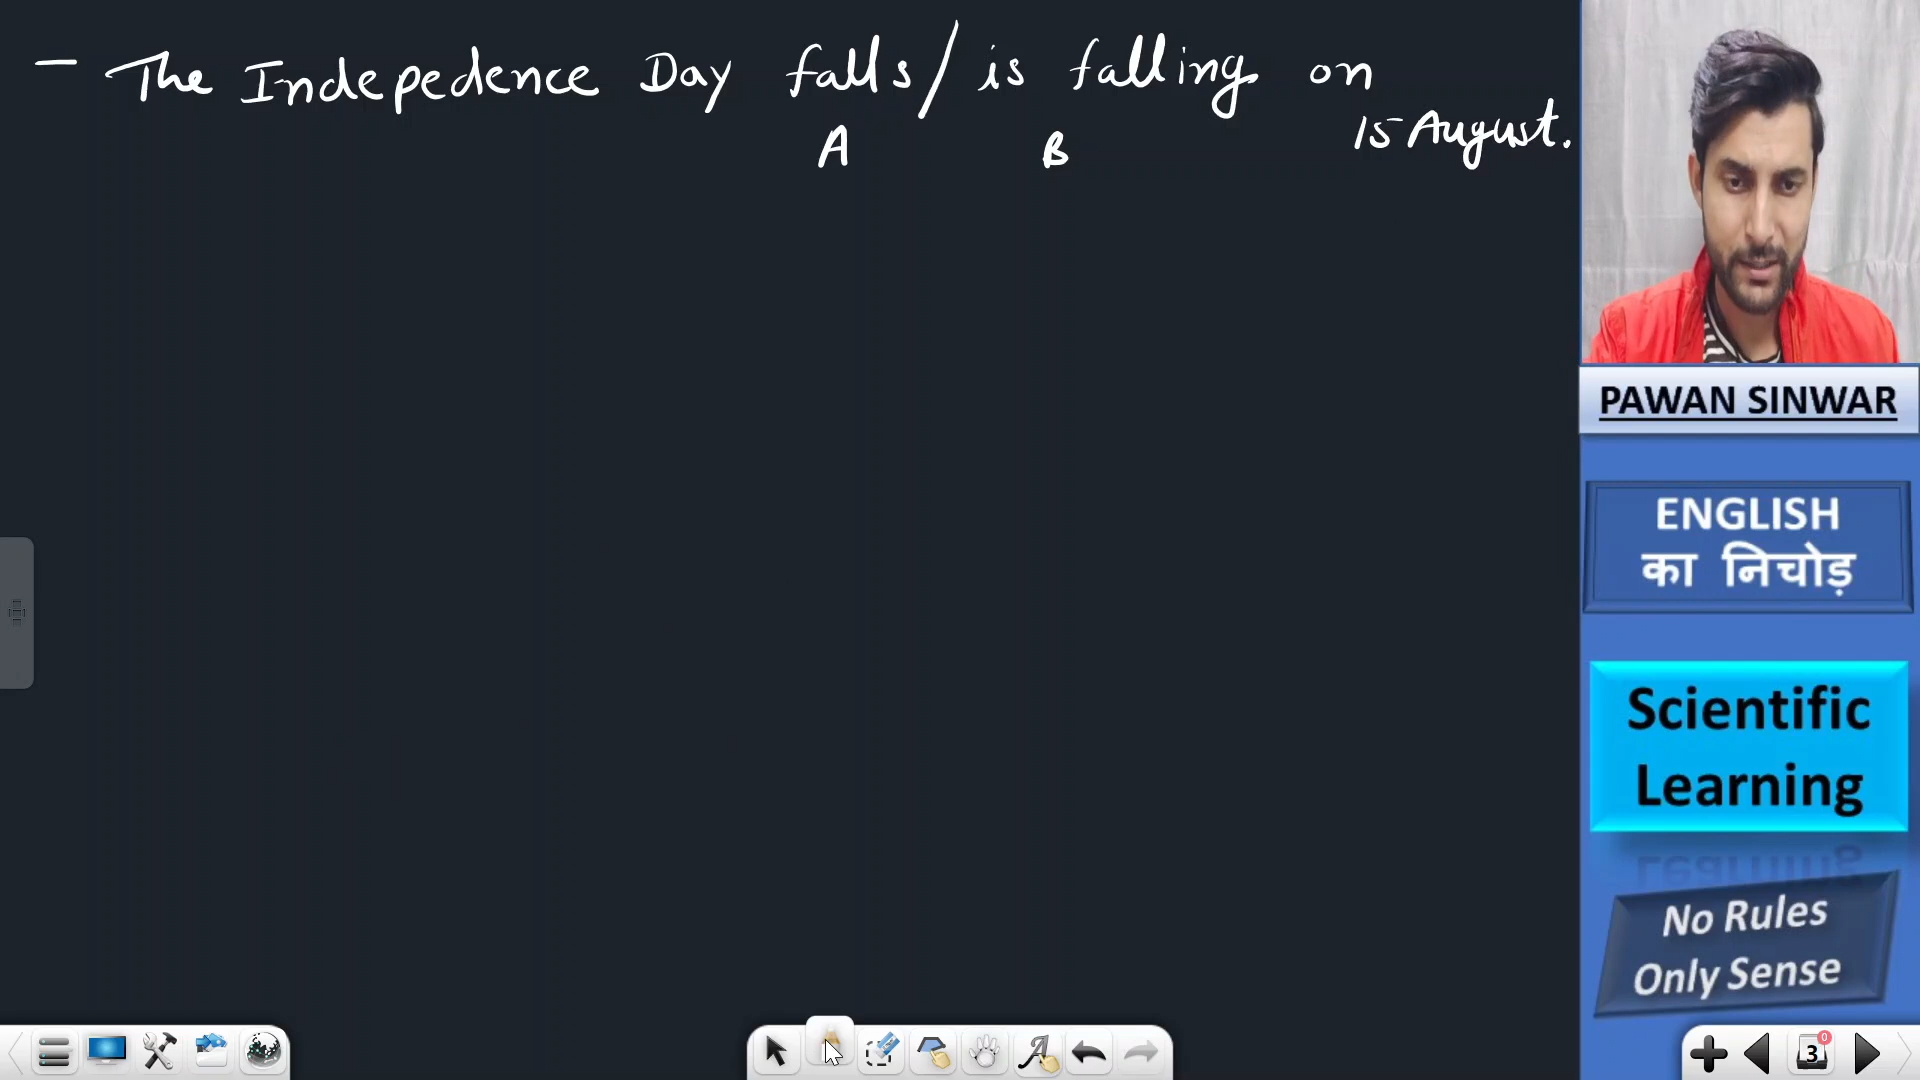 - The Indepedence Day falls / is falling on
15 August.
A B
PAWAN SINWAR
ENGLISH
का निचोड़
Scientific
Learning
No Rules
Only Sense
3
0